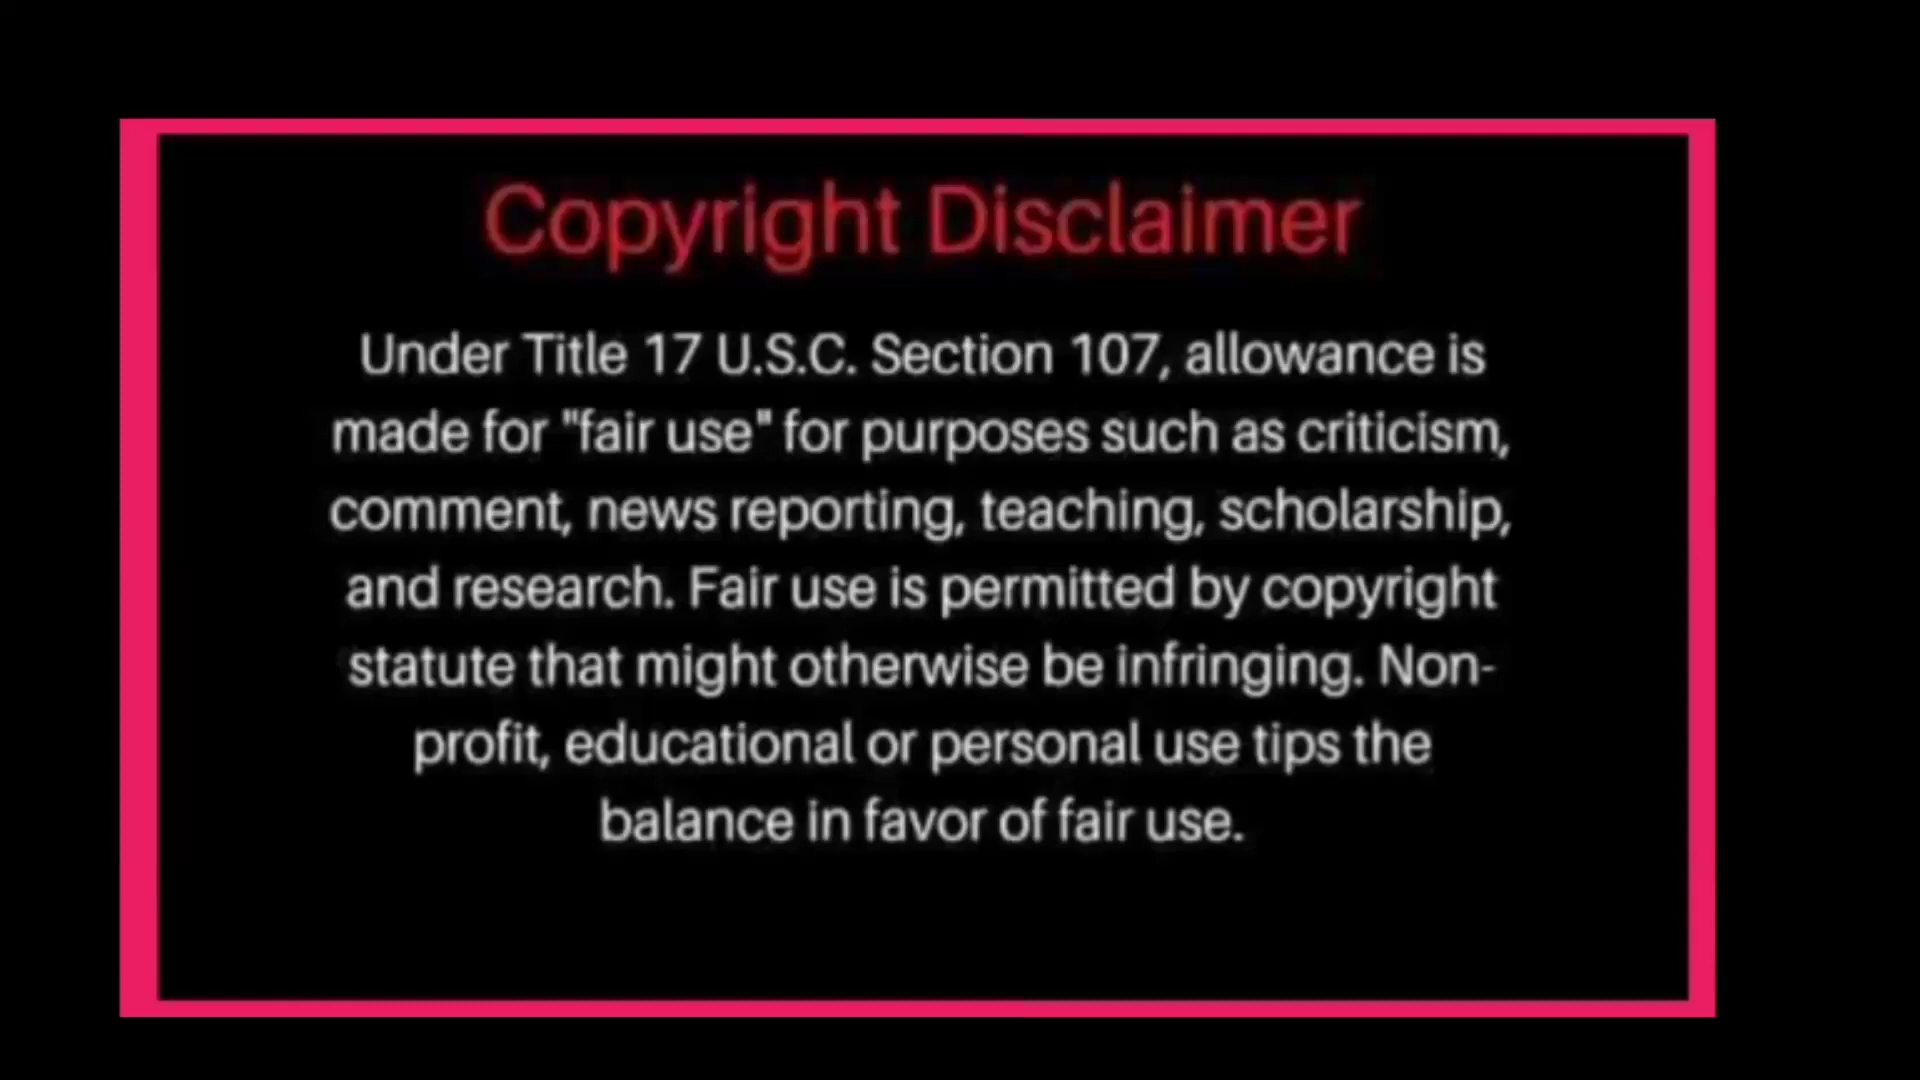 Copyright Disclaimer
Under Title 17 U.S.C. Section 107, allowance is
made for "fair use" for purposes such as criticism,
comment, news reporting, teaching, scholarship,
and research. Fair use is permitted by copyright
statute that might otherwise be infringing. Non-
profit, educational or personal use tips the
balance in favor of fair use.